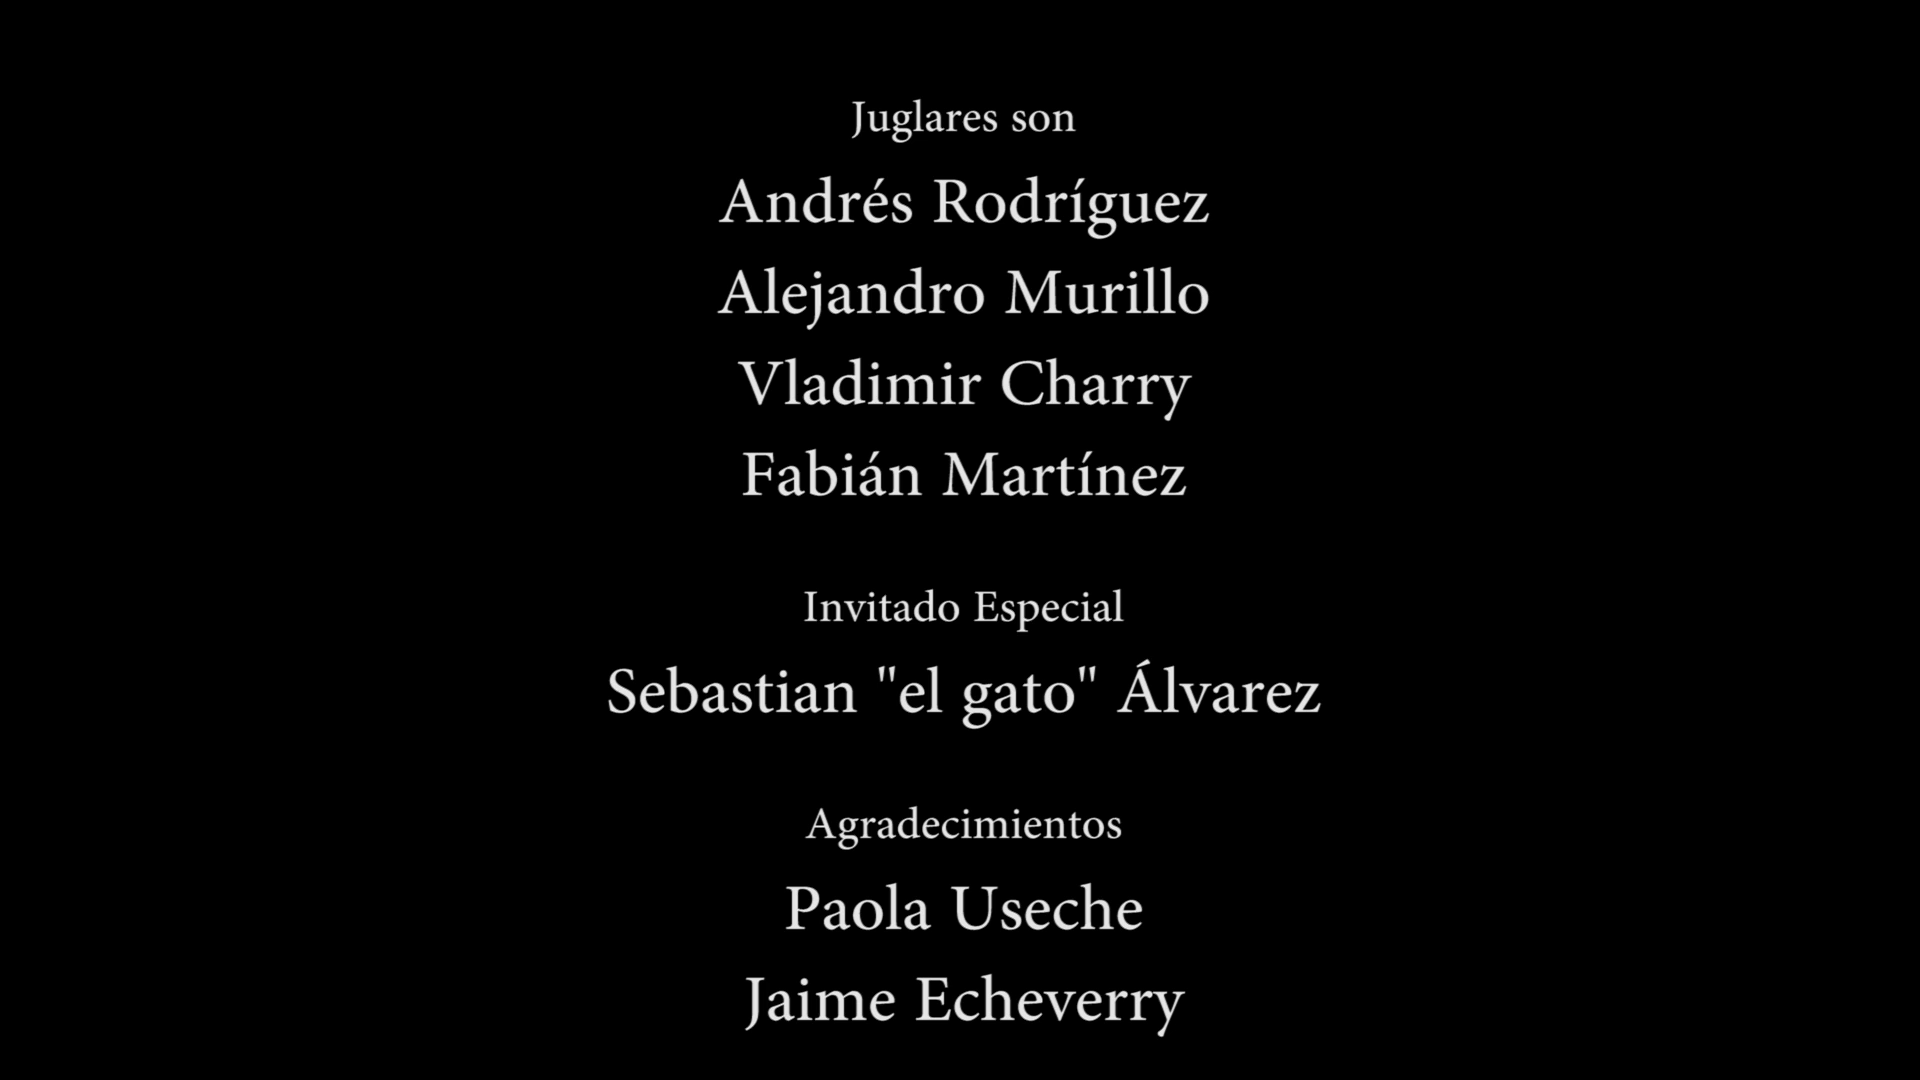 Juglares son
Andrés Rodríguez
Alejandro Murillo
Vladimir Charry
Fabián Martínez
Invitado Especial
Sebastian "el gato" Álvarez
Agradecimientos
Paola Useche
Jaime Echeverry